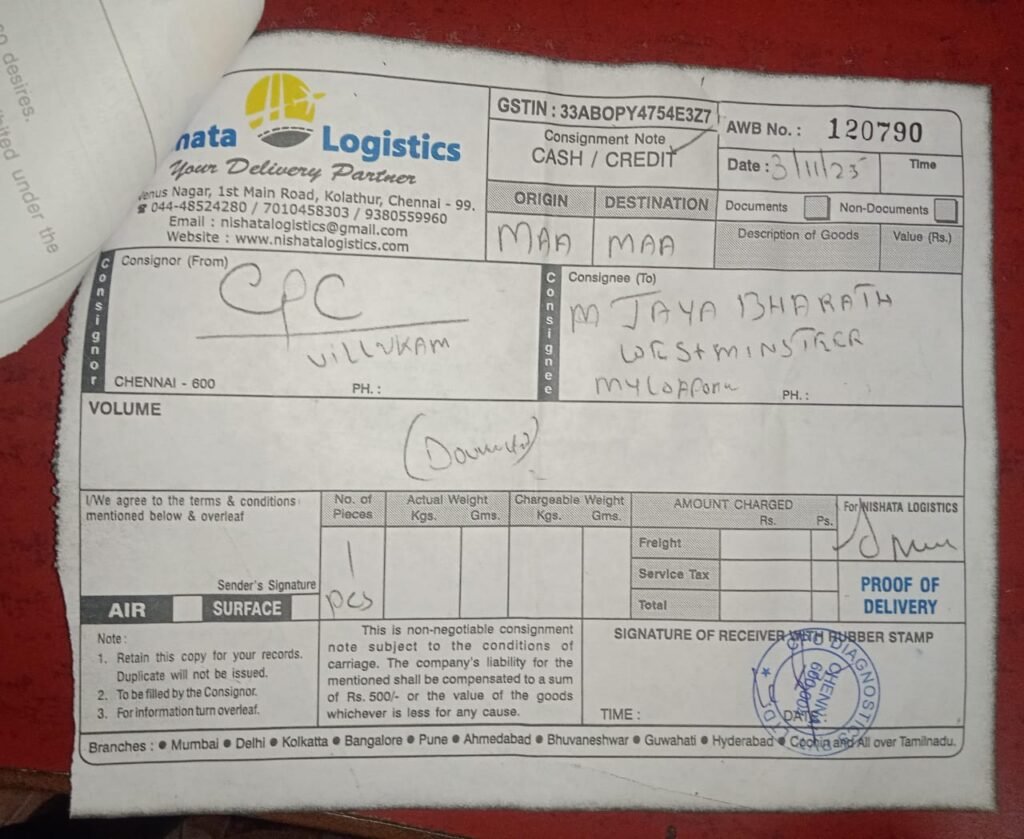 so desires.
ibited under the
hata Logistics
Your Delivery Partner
Venus Nagar, 1st Main Road, Kolathur, Chennai - 99.
☎ 044-48524280 / 7010458303 / 9380559960
Email : nishatalogistics@gmail.com
Website : www.nishatalogistics.com
GSTIN : 33ABOPY4754E3Z7
Consignment Note
CASH / CREDIT
AWB No. : 120790
Date : 3/11/25 Time
ORIGIN DESTINATION
MAA MAA
Documents Non-Documents
Description of Goods Value (Rs.)
Consignor
Consignor (From)
CPC
VILLUKAM
CHENNAI - 600 PH. :
Consignee
Consignee (To)
M JAYA BHARATH
WESTMINSTEER
PH. :
VOLUME
I/We agree to the terms & conditions
mentioned below & overleaf
Sender's Signature
AIR SURFACE
No. of
Pieces
1
pcs
Actual Weight
Kgs. Gms.
Chargeable Weight
Kgs. Gms.
AMOUNT CHARGED
Rs. Ps.
Freight
Service Tax
Total
For NISHATA LOGISTICS
PROOF OF
DELIVERY
Note :
1. Retain this copy for your records.
Duplicate will not be issued.
2. To be filled by the Consignor.
3. For information turn overleaf.
This is non-negotiable consignment
note subject to the conditions of
carriage. The company's liability for the
mentioned shall be compensated to a sum
of Rs. 500/- or the value of the goods
whichever is less for any cause.
SIGNATURE OF RECEIVER WITH RUBBER STAMP
DIAGNOSTICS
CHENNAI
TIME : DATE
Branches : ● Mumbai ● Delhi ● Kolkatta ● Bangalore ● Pune ● Ahmedabad ● Bhuvaneshwar ● Guwahati ● Hyderabad ● Cochin and All over Tamilnadu.